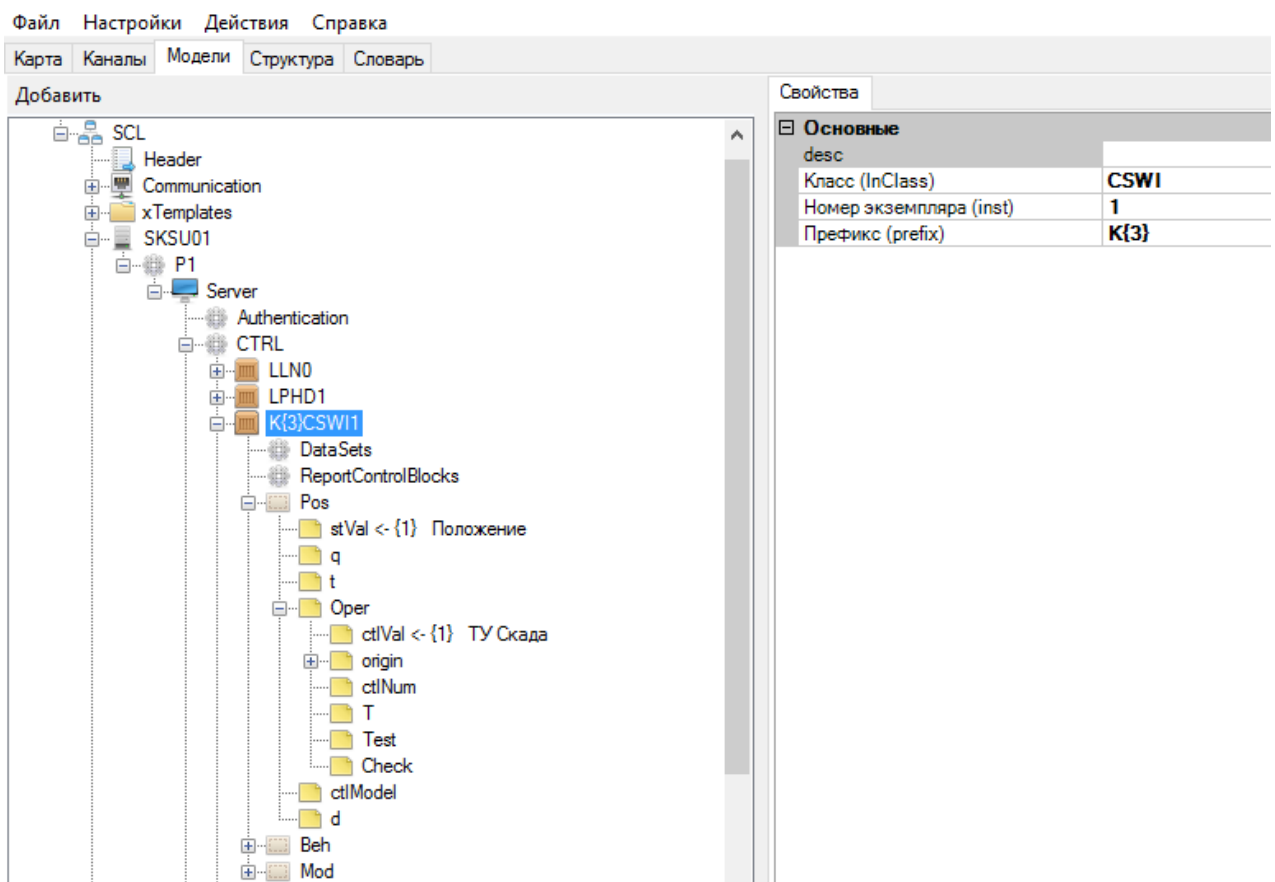 Файл Настройки Действия Справка
Карта Каналы Модели Структура Словарь
Добавить
SCL
Header
Communication
xTemplates
SKSU01
P1
Server
Authentication
CTRL
LLN0
LPHD1
K{3}CSWI1
DataSets
ReportControlBlocks
Pos
stVal <- {1} Положение
q
t
Oper
ctlVal <- {1} ТУ Скада
origin
ctlNum
T
Test
Check
ctlModel
d
Beh
Mod
Свойства
Основные
desc
Класс (lnClass) CSWI
Номер экземпляра (inst) 1
Префикс (prefix) K{3}